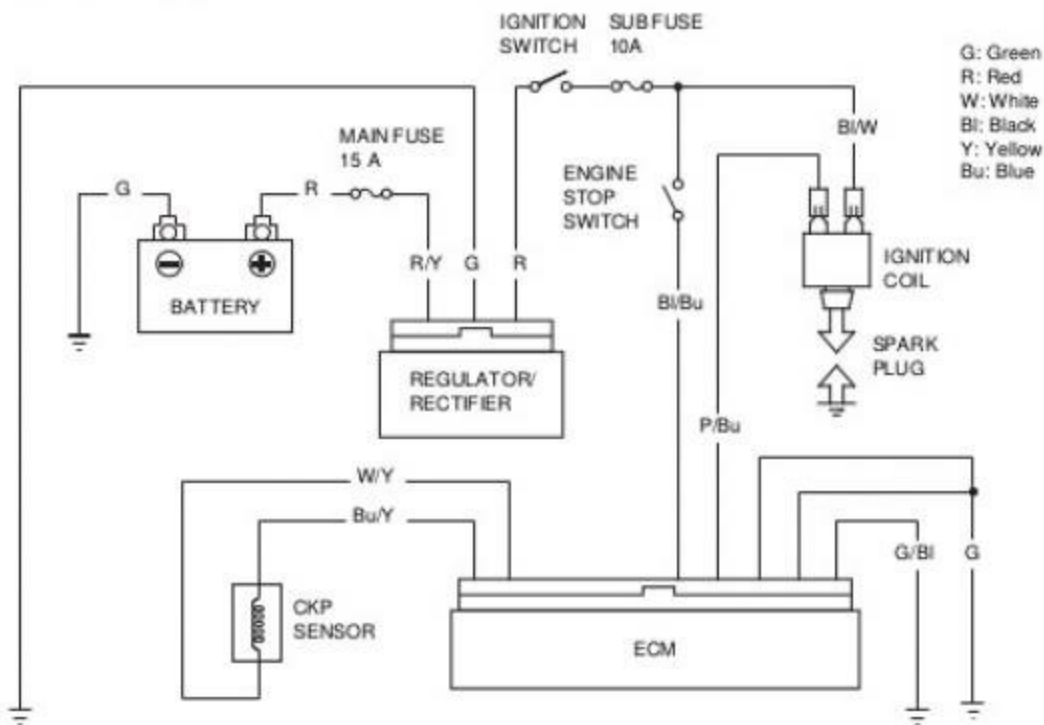 IGNITION
SWITCH
SUB FUSE
10A
G: Green
R: Red
W: White
Bl: Black
Y: Yellow
Bu: Blue
MAIN FUSE
15 A
Bl/W
G
R
ENGINE
STOP
SWITCH
R/Y
G
R
IGNITION
COIL
BATTERY
Bl/Bu
SPARK
PLUG
REGULATOR/
RECTIFIER
P/Bu
W/Y
Bu/Y
G/Bl
G
CKP
SENSOR
ECM